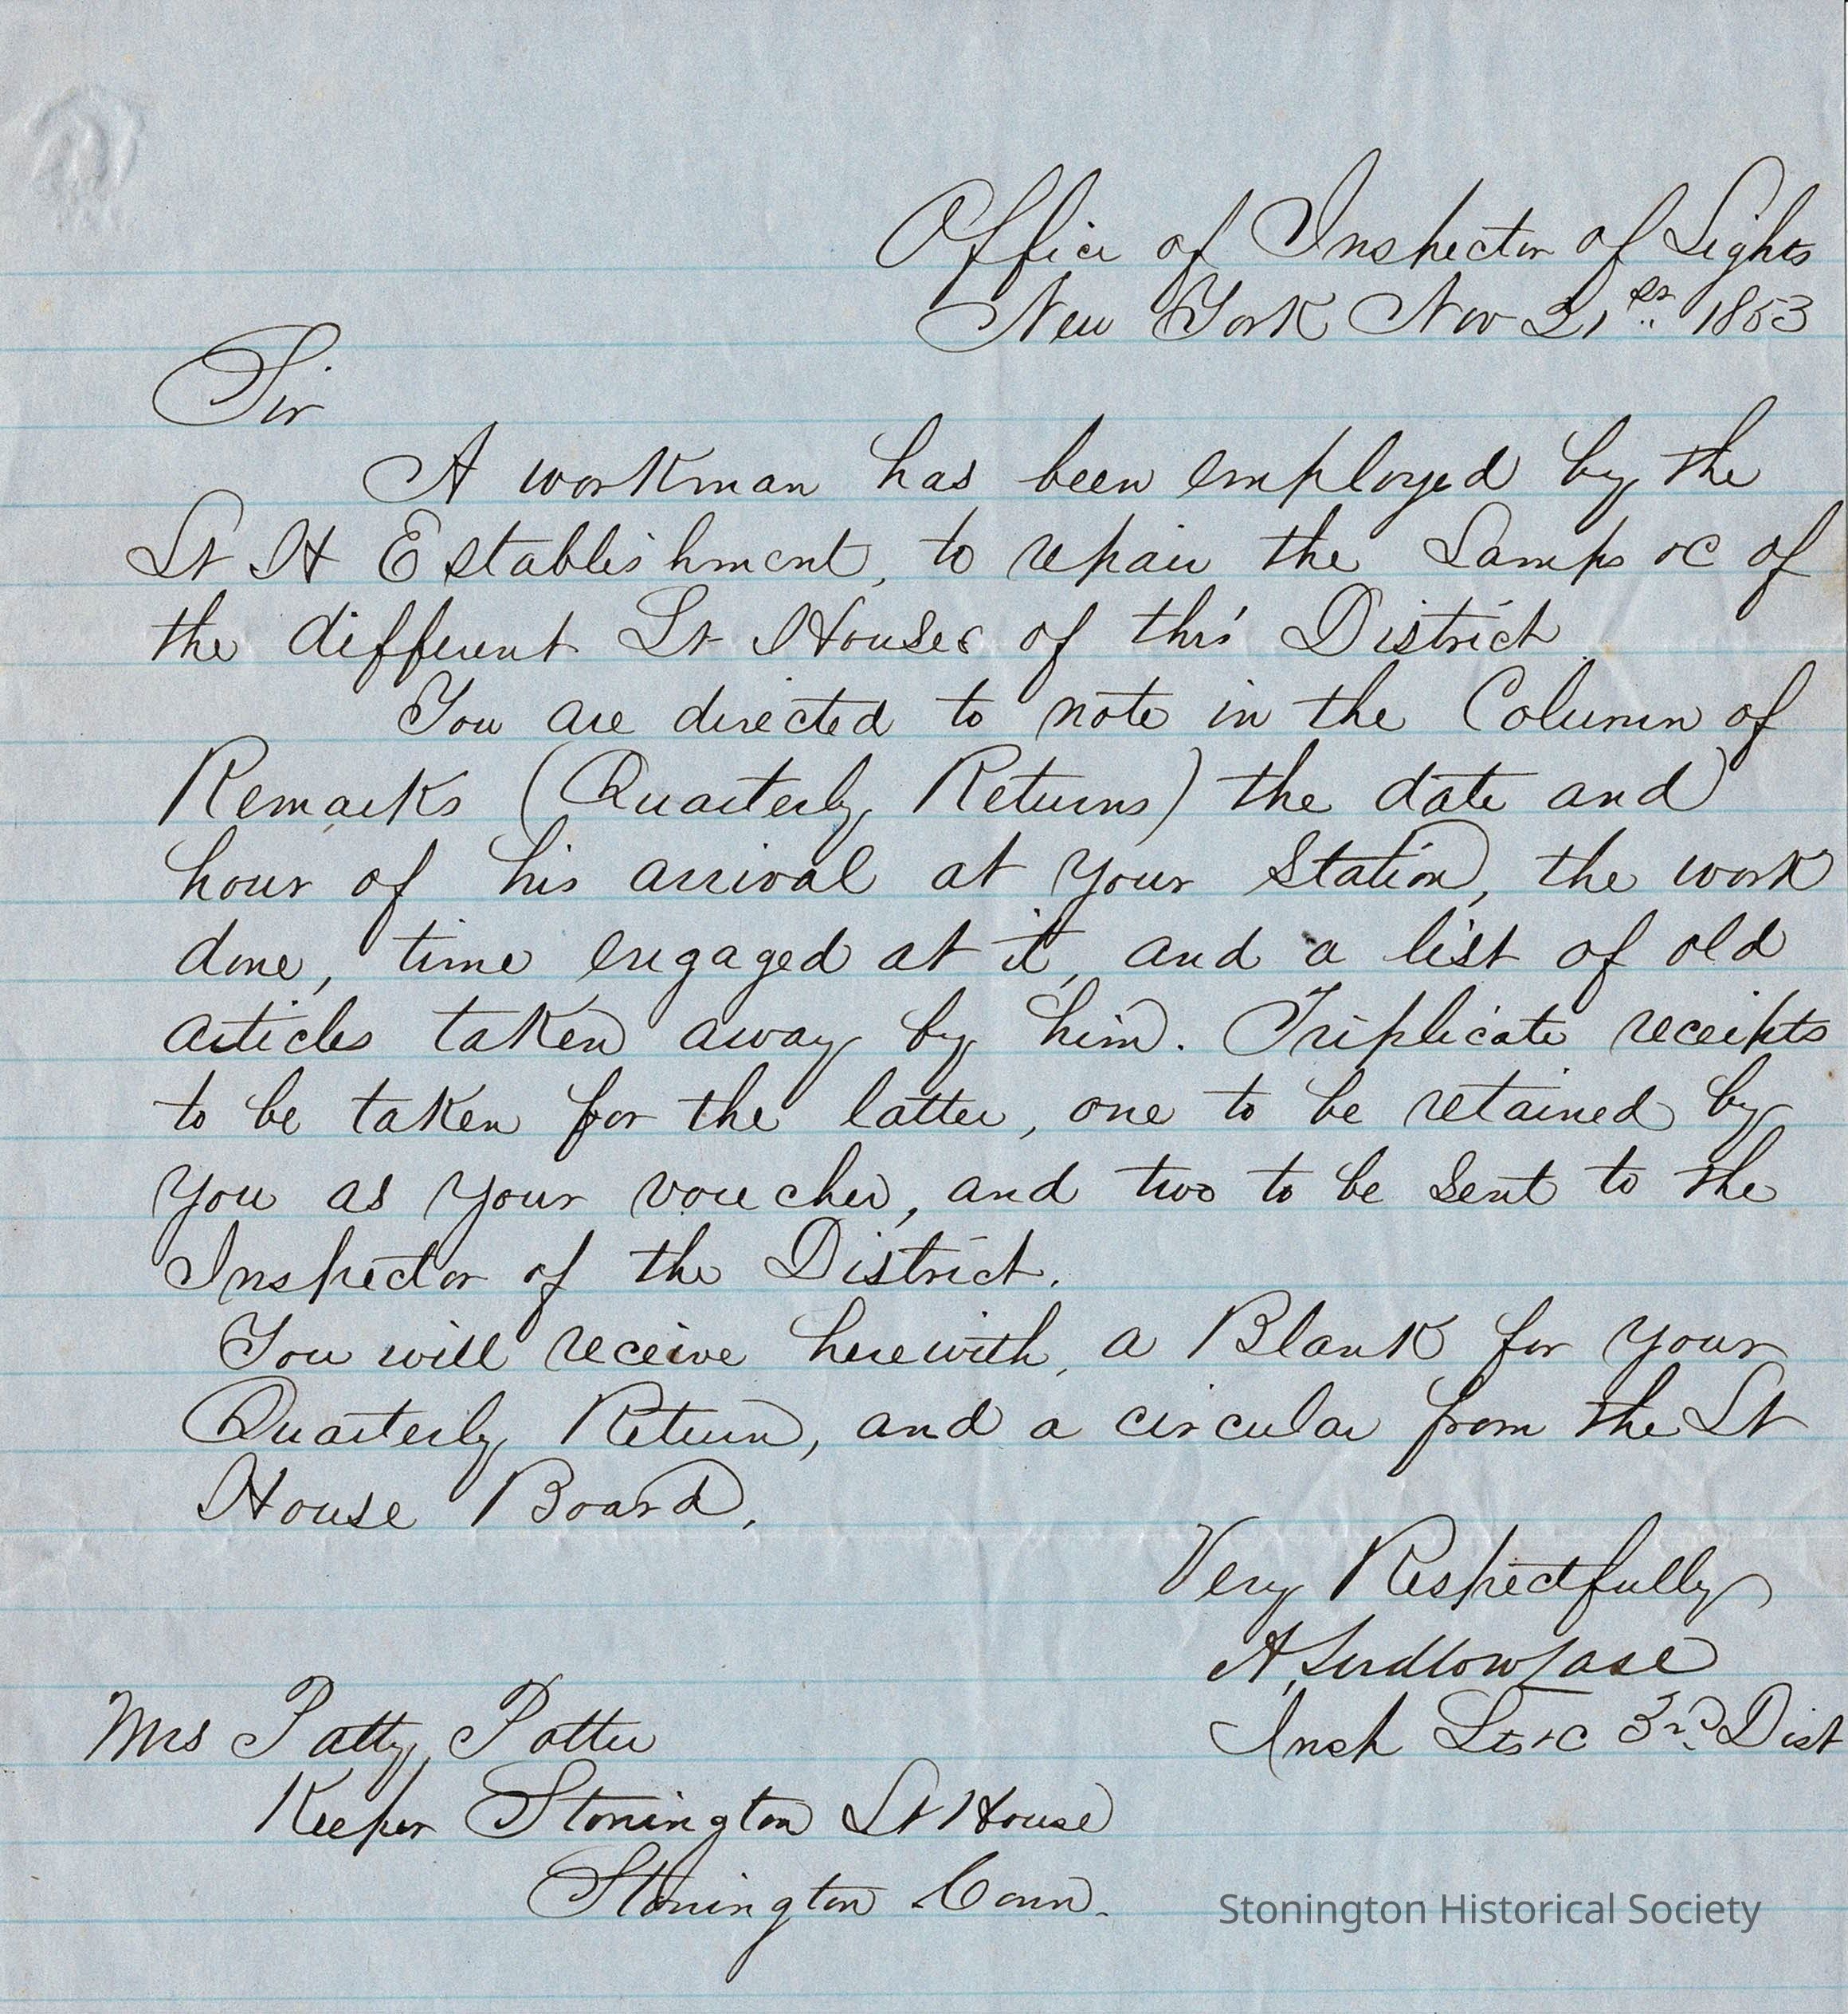 Office of Inspector of Lights
New York Nov 21st 1853
Sir
A workman has been employed by the
Lt H Establishment, to repair the Lamps &c of
the different Lt Houses of this District
You are directed to note in the Column of
Remarks (Quarterly Returns) the date and
hour of his arrival at your Station, the work
done, time engaged at it, and a list of old
articles taken away by him. Triplicate receipts
to be taken for the latter, one to be retained by
you as your voucher, and two to be sent to the
Inspector of the District.
You will receive herewith, a Blank for your
Quarterly Return, and a circular from the Lt
House Board.
Very Respectfully
A. Ludlow Case
Insp Lts &c 3rd Dist
Mrs Patty Potter
Keeper Stonington Lt House
Stonington Conn.
Stonington Historical Society